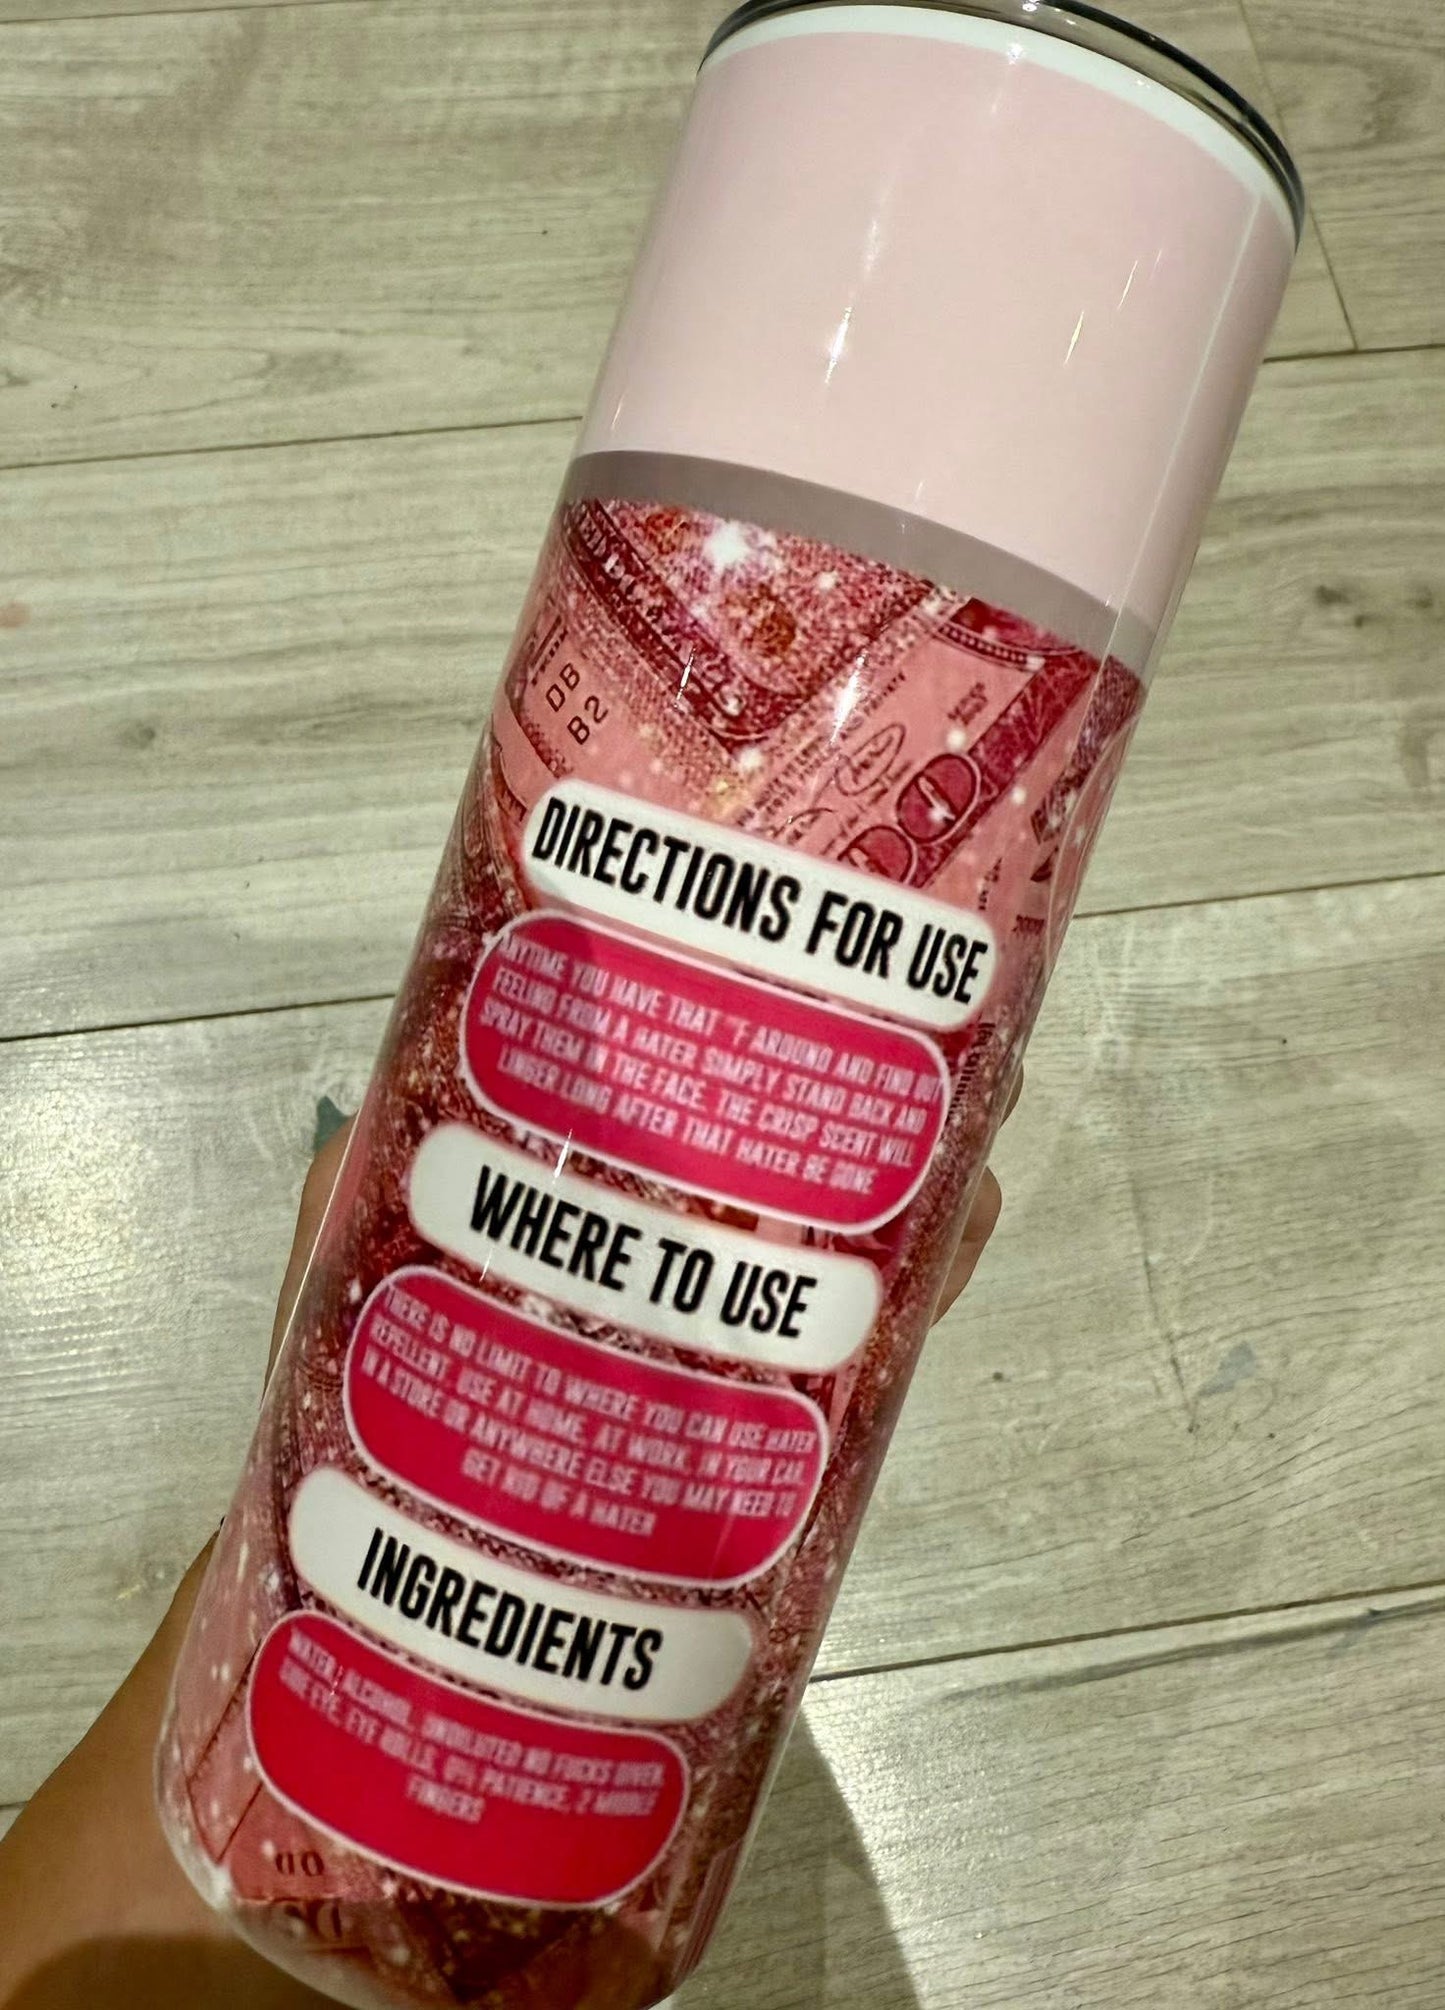 DB
B2
DIRECTIONS FOR USE
ANYTIME YOU HAVE THAT "F AROUND AND FIND OUT
FEELING FROM A HATER SIMPLY STAND BACK AND
SPRAY THEM IN THE FACE. THE CRISP SCENT WILL
LINGER LONG AFTER THAT HATER BE GONE
WHERE TO USE
THERE IS NO LIMIT TO WHERE YOU CAN USE HATER
REPELLENT. USE AT HOME, AT WORK, IN YOUR CAR,
IN A STORE OR ANYWHERE ELSE YOU MAY NEED TO
GET RID OF A HATER
INGREDIENTS
WATER, ALCOHOL, UNDILUTED NO FUCKS GIVEN,
SIDE EYE, EYE ROLLS, 0% PATIENCE, 2 MIDDLE
FINGERS